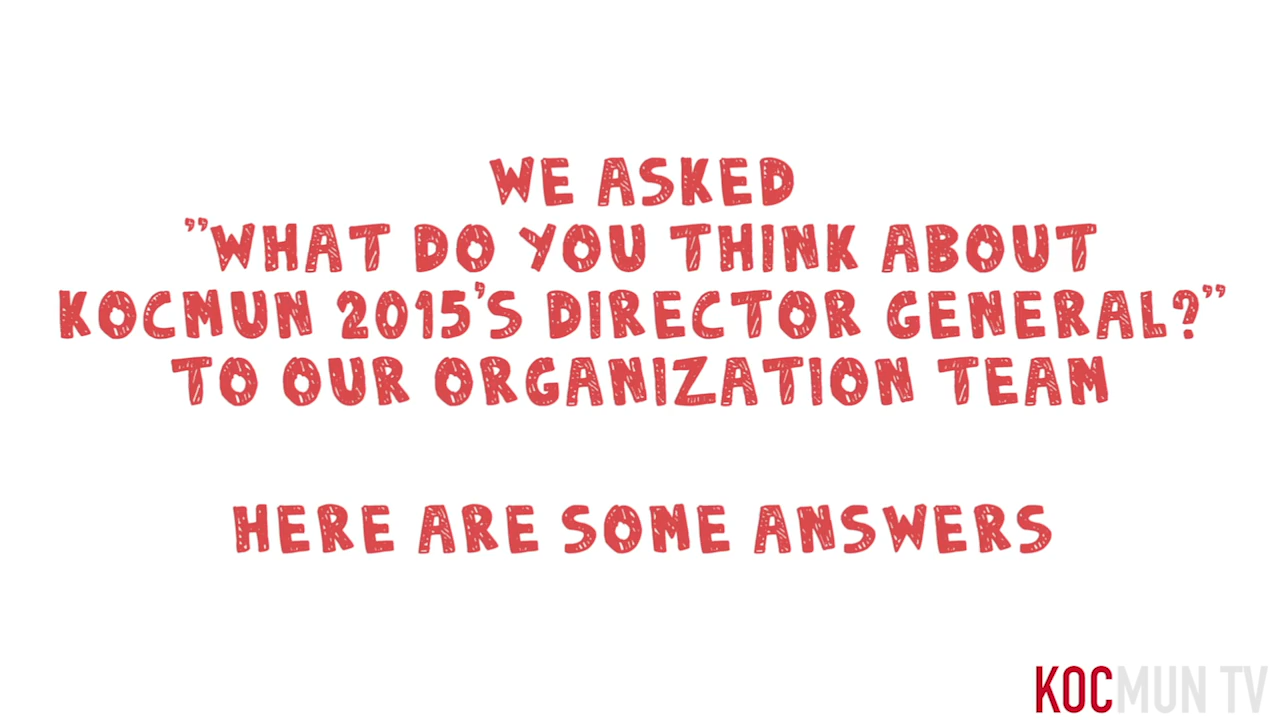 WE ASKED
”WHAT DO YOU THINK ABOUT
KOCMUN 2015’S DIRECTOR GENERAL?”
TO OUR ORGANIZATION TEAM
HERE ARE SOME ANSWERS
KOCMUN TV